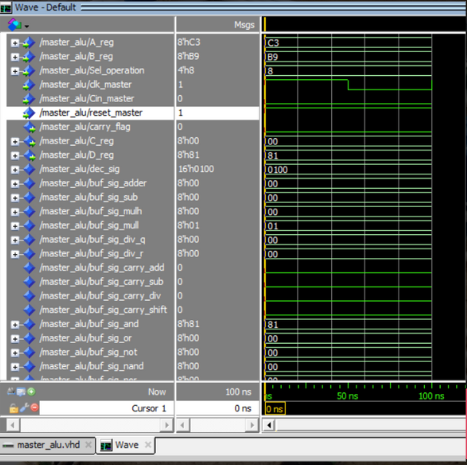 Wave - Default
Msgs
/master_alu/A_reg 8'hC3 C3
/master_alu/B_reg 8'hB9 B9
/master_alu/Sel_operation 4'h8 8
/master_alu/clk_master 1
/master_alu/Cin_master 0
/master_alu/reset_master 1
/master_alu/carry_flag 0
/master_alu/C_reg 8'h00 00
/master_alu/D_reg 8'h81 81
/master_alu/dec_sig 16'h0100 0100
/master_alu/buf_sig_adder 8'h00 00
/master_alu/buf_sig_sub 8'h00 00
/master_alu/buf_sig_mulh 8'h00 00
/master_alu/buf_sig_mull 8'h01 01
/master_alu/buf_sig_div_q 8'h00 00
/master_alu/buf_sig_div_r 8'h00 00
/master_alu/buf_sig_carry_add 0
/master_alu/buf_sig_carry_sub 0
/master_alu/buf_sig_carry_div 0
/master_alu/buf_sig_carry_shift 0
/master_alu/buf_sig_and 8'h81 81
/master_alu/buf_sig_or 8'h00 00
/master_alu/buf_sig_not 8'h00 00
/master_alu/buf_sig_nand 8'h00 00
Now 100 ns 50 ns 100 ns
Cursor 1 0 ns 0 ns
master_alu.vhd Wave